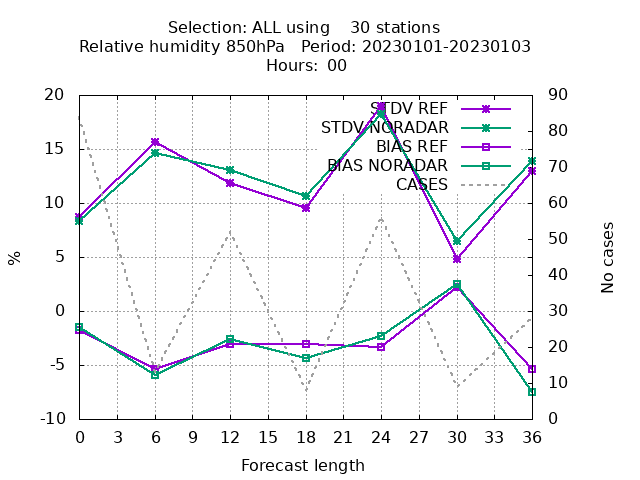 Selection: ALL using    30 stations
Relative humidity 850hPa   Period: 20230101-20230103
Hours: 00
20
15
10
5
0
-5
-10
%
90
80
70
60
50
40
30
20
10
0
No cases
STDV REF
STDV NORADAR
BIAS REF
BIAS NORADAR
CASES
0 3 6 9 12 15 18 21 24 27 30 33 36
Forecast length